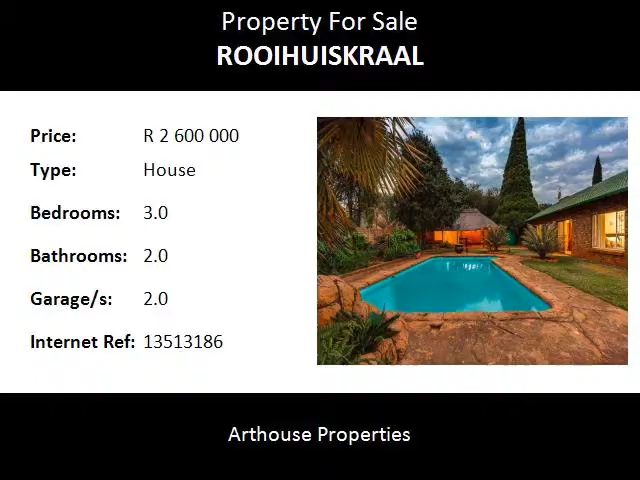 Property For Sale
ROOIHUISKRAAL
Price: R 2 600 000
Type: House
Bedrooms: 3.0
Bathrooms: 2.0
Garage/s: 2.0
Internet Ref: 13513186
Arthouse Properties